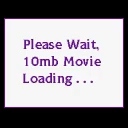 Please Wait,
10mb Movie
Loading . . .